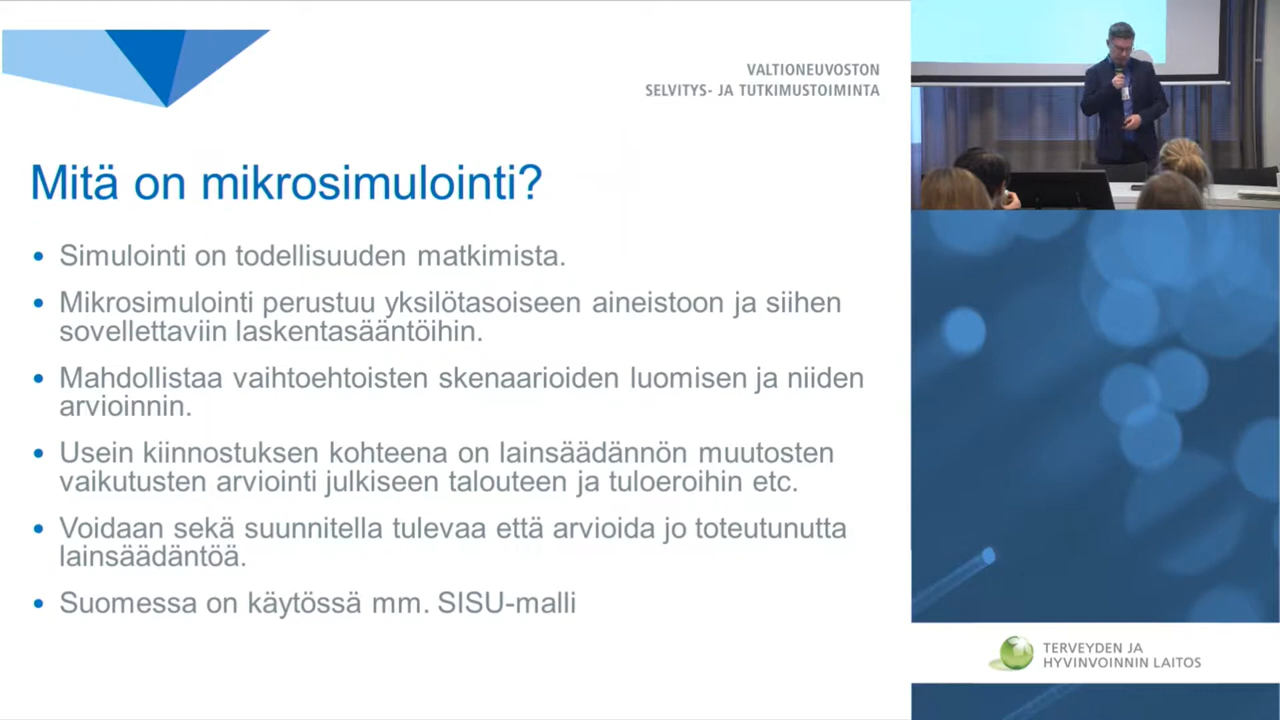 VALTIONEUVOSTON
SELVITYS- JA TUTKIMUSTOIMINTA
Mitä on mikrosimulointi?
• Simulointi on todellisuuden matkimista.
• Mikrosimulointi perustuu yksilötasoiseen aineistoon ja siihen
sovellettaviin laskentasääntöihin.
• Mahdollistaa vaihtoehtoisten skenaarioiden luomisen ja niiden
arvioinnin.
• Usein kiinnostuksen kohteena on lainsäädännön muutosten
vaikutusten arviointi julkiseen talouteen ja tuloeroihin etc.
• Voidaan sekä suunnitella tulevaa että arvioida jo toteutunutta
lainsäädäntöä.
• Suomessa on käytössä mm. SISU-malli
TERVEYDEN JA
HYVINVOINNIN LAITOS